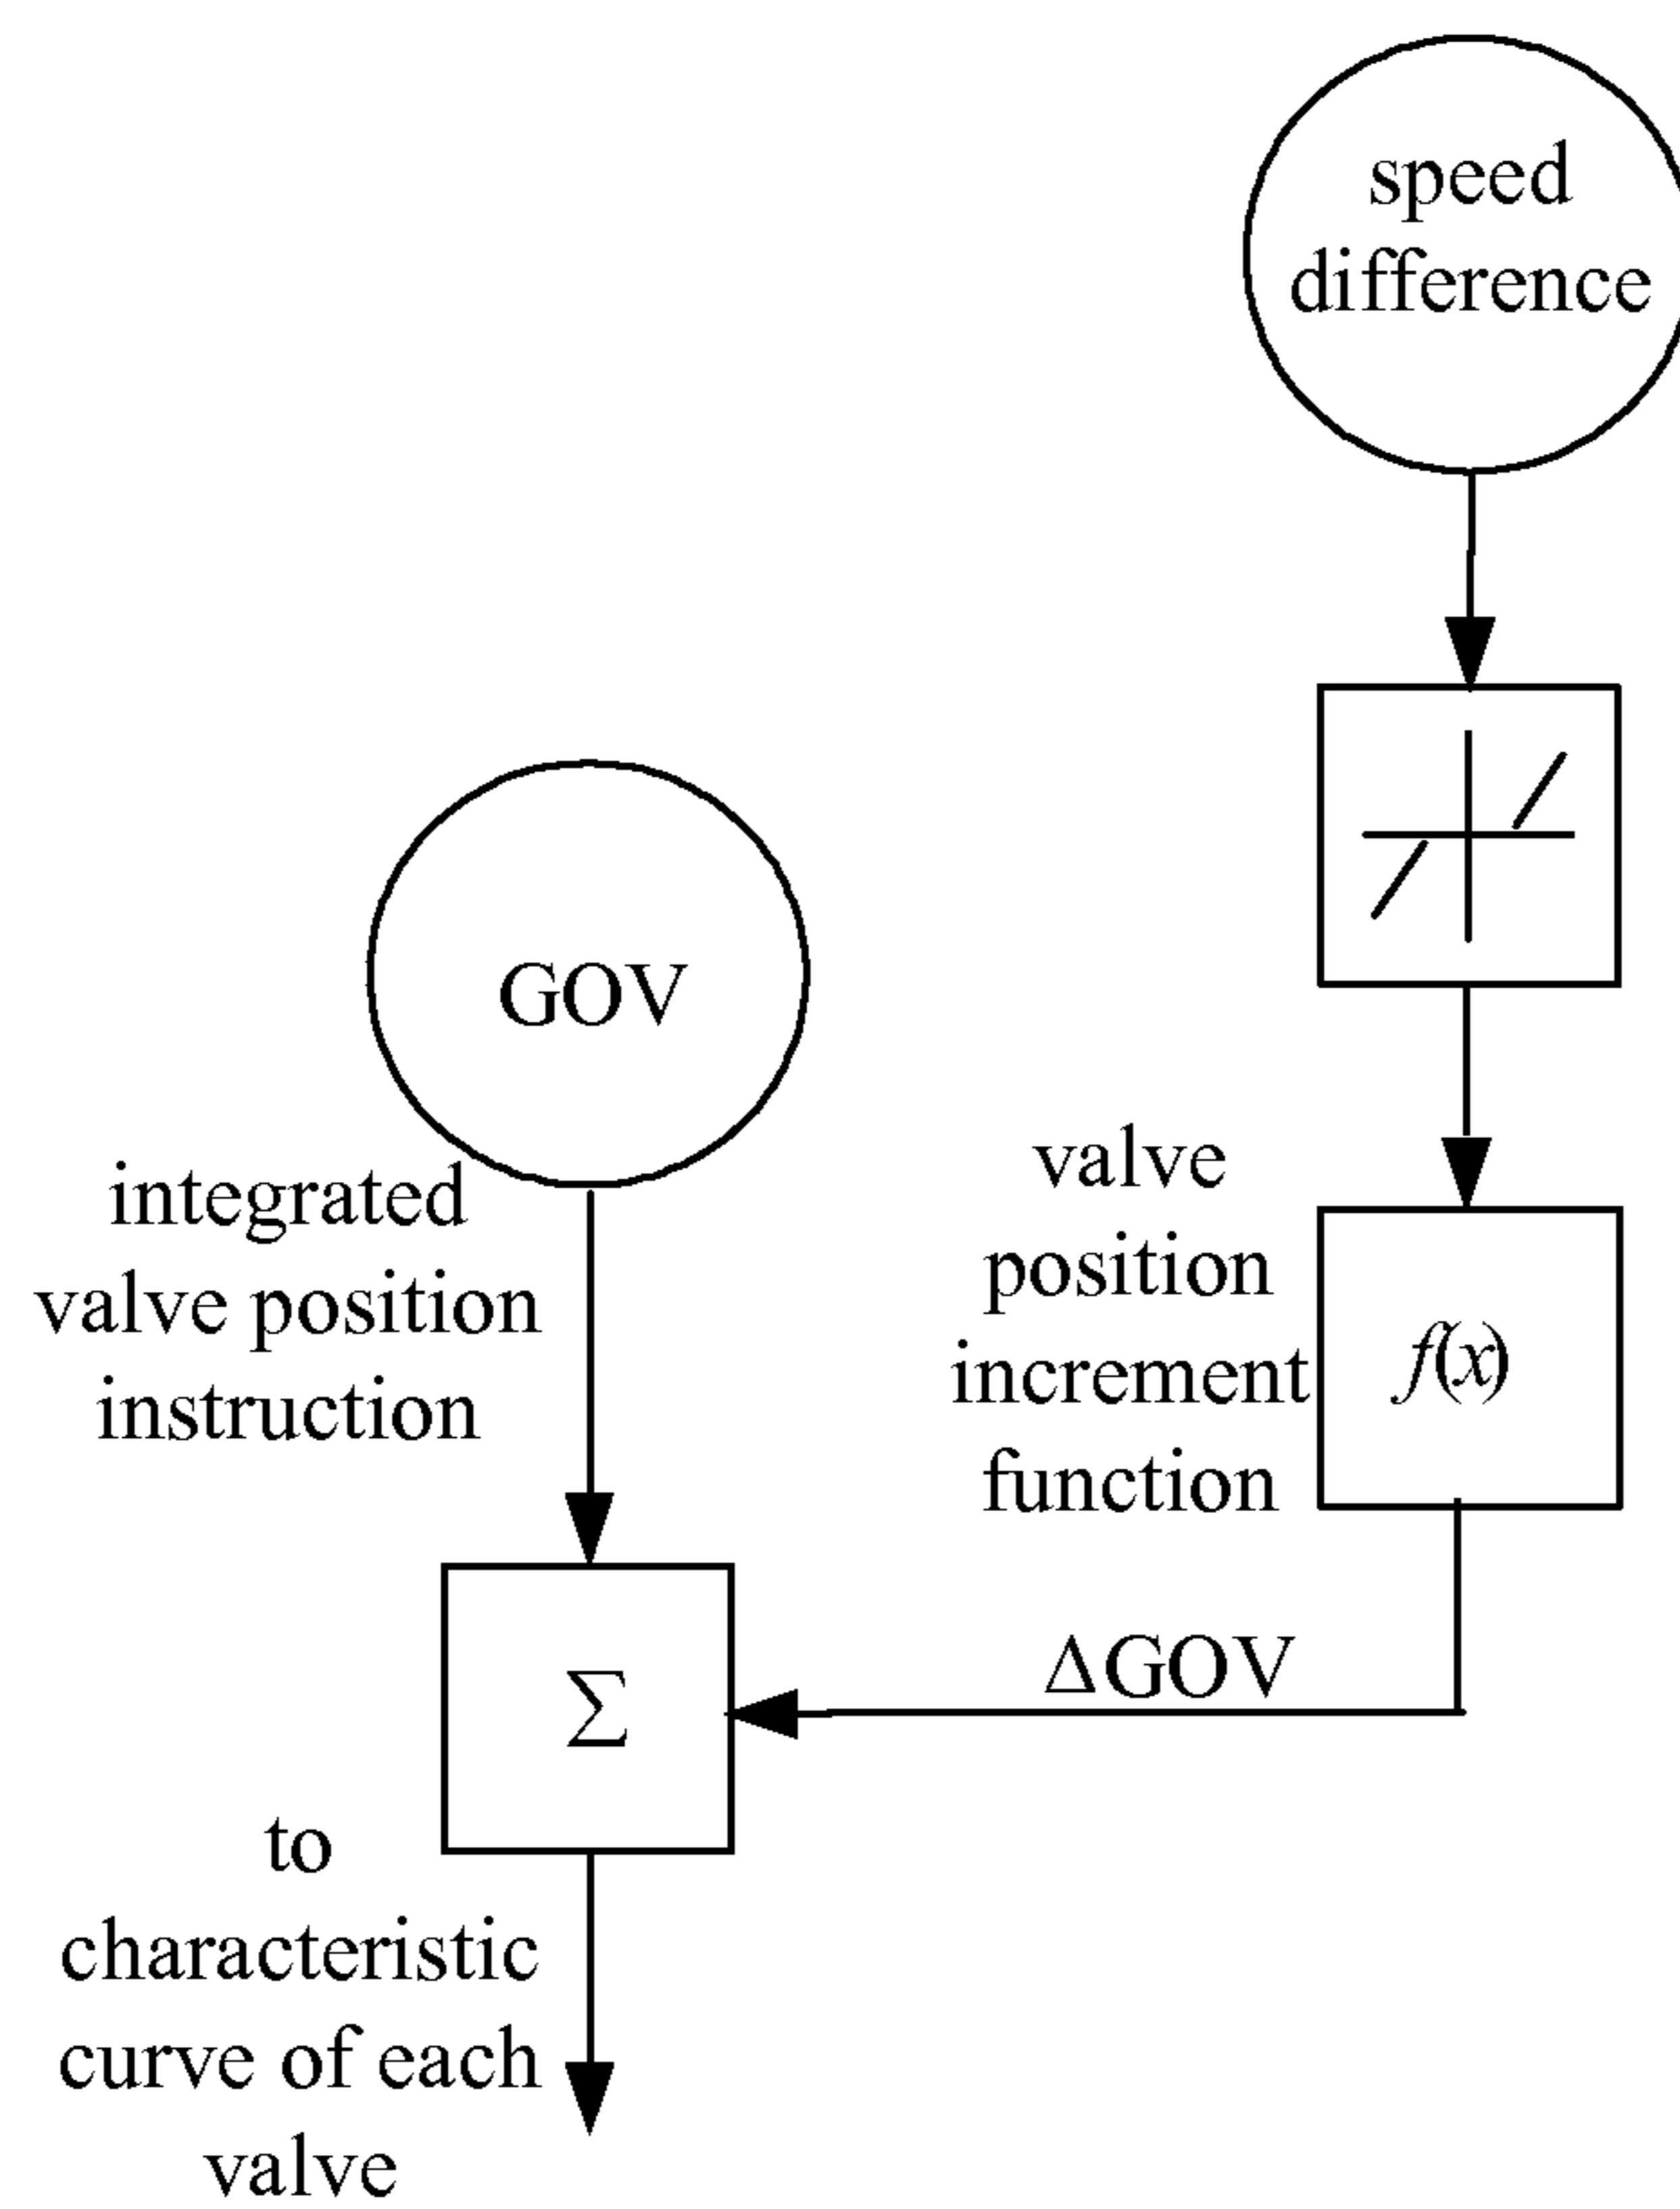 speed
difference
GOV
integrated
valve position
instruction
valve
position
increment
function
f(x)
ΔGOV
Σ
to
characteristic
curve of each
valve